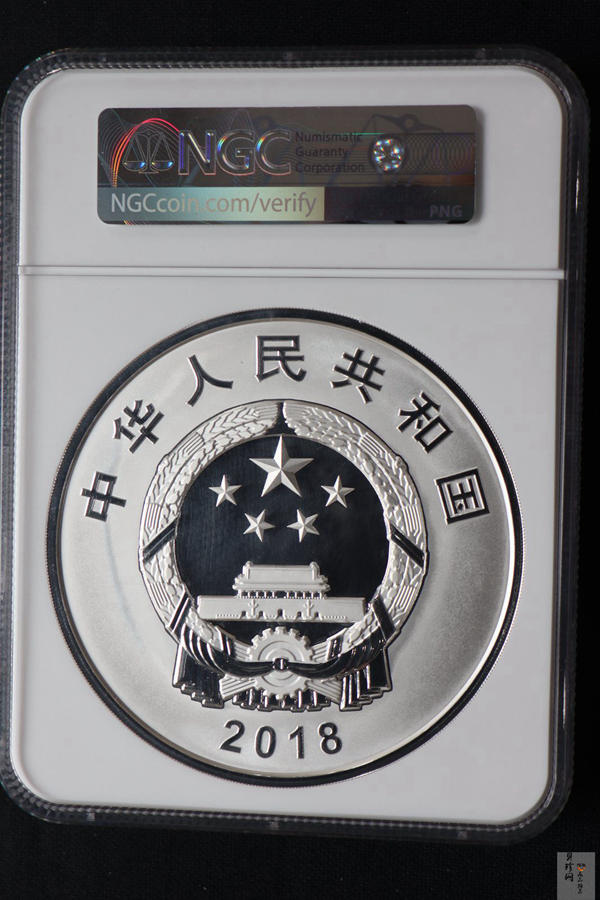 NGC
Numismatic
Guaranty
Corporation
NGCcoin.com/verify
PNG
中华人民共和国
2018